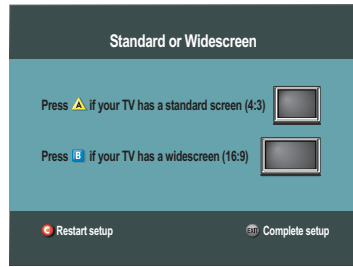 Standard or Widescreen
Press A if your TV has a standard screen (4:3)
Press B if your TV has a widescreen (16:9)
C Restart setup
EXIT Complete setup